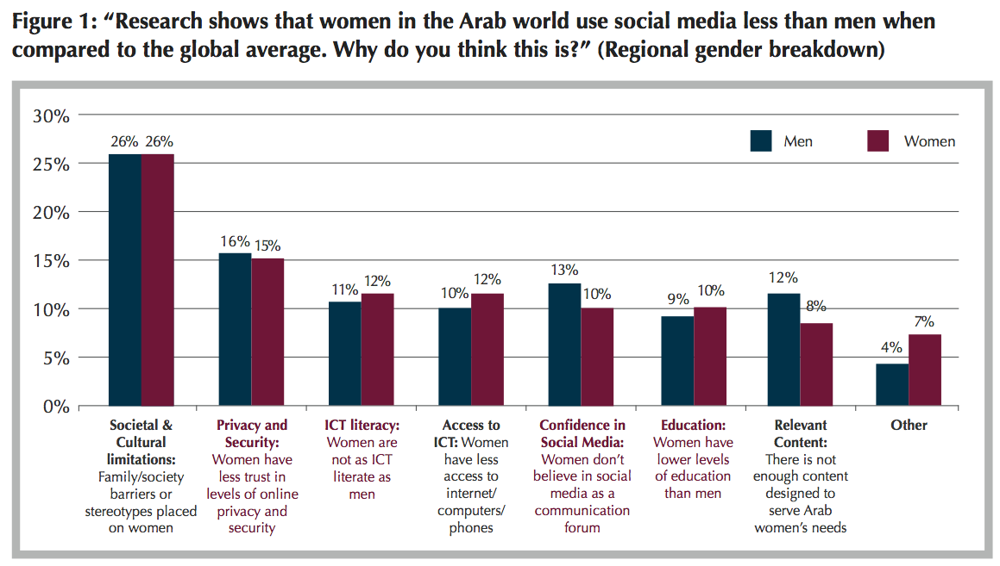 Figure 1: “Research shows that women in the Arab world use social media less than men when
compared to the global average. Why do you think this is?” (Regional gender breakdown)
30%
25%
20%
15%
10%
5%
0%
Men
Women
26%
26%
16%
15%
11%
12%
10%
12%
13%
10%
9%
10%
12%
8%
4%
7%
Societal &
Cultural
limitations:
Family/society
barriers or
stereotypes placed
on women
Privacy and
Security:
Women have
less trust in
levels of online
privacy and
security
ICT literacy:
Women are
not as ICT
literate as
men
Access to
ICT: Women
have less
access to
internet/
computers/
phones
Confidence in
Social Media:
Women don’t
believe in social
media as a
communication
forum
Education:
Women have
lower levels
of education
than men
Relevant
Content:
There is not
enough content
designed to
serve Arab
women’s needs
Other